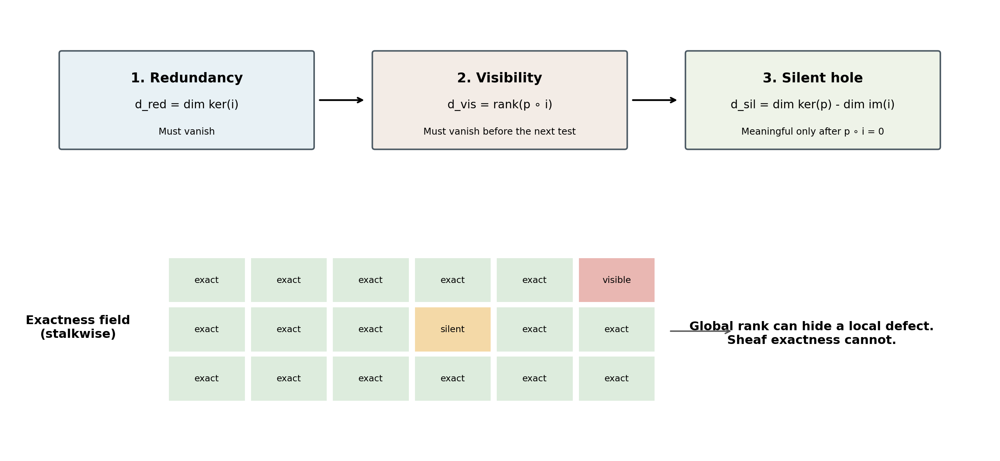 1. Redundancy
d_red = dim ker(i)
Must vanish
2. Visibility
d_vis = rank(p ∘ i)
Must vanish before the next test
3. Silent hole
d_sil = dim ker(p) - dim im(i)
Meaningful only after p ∘ i = 0
Exactness field
(stalkwise)
exact exact exact exact exact visible
exact exact exact silent exact exact
exact exact exact exact exact exact
Global rank can hide a local defect.
Sheaf exactness cannot.